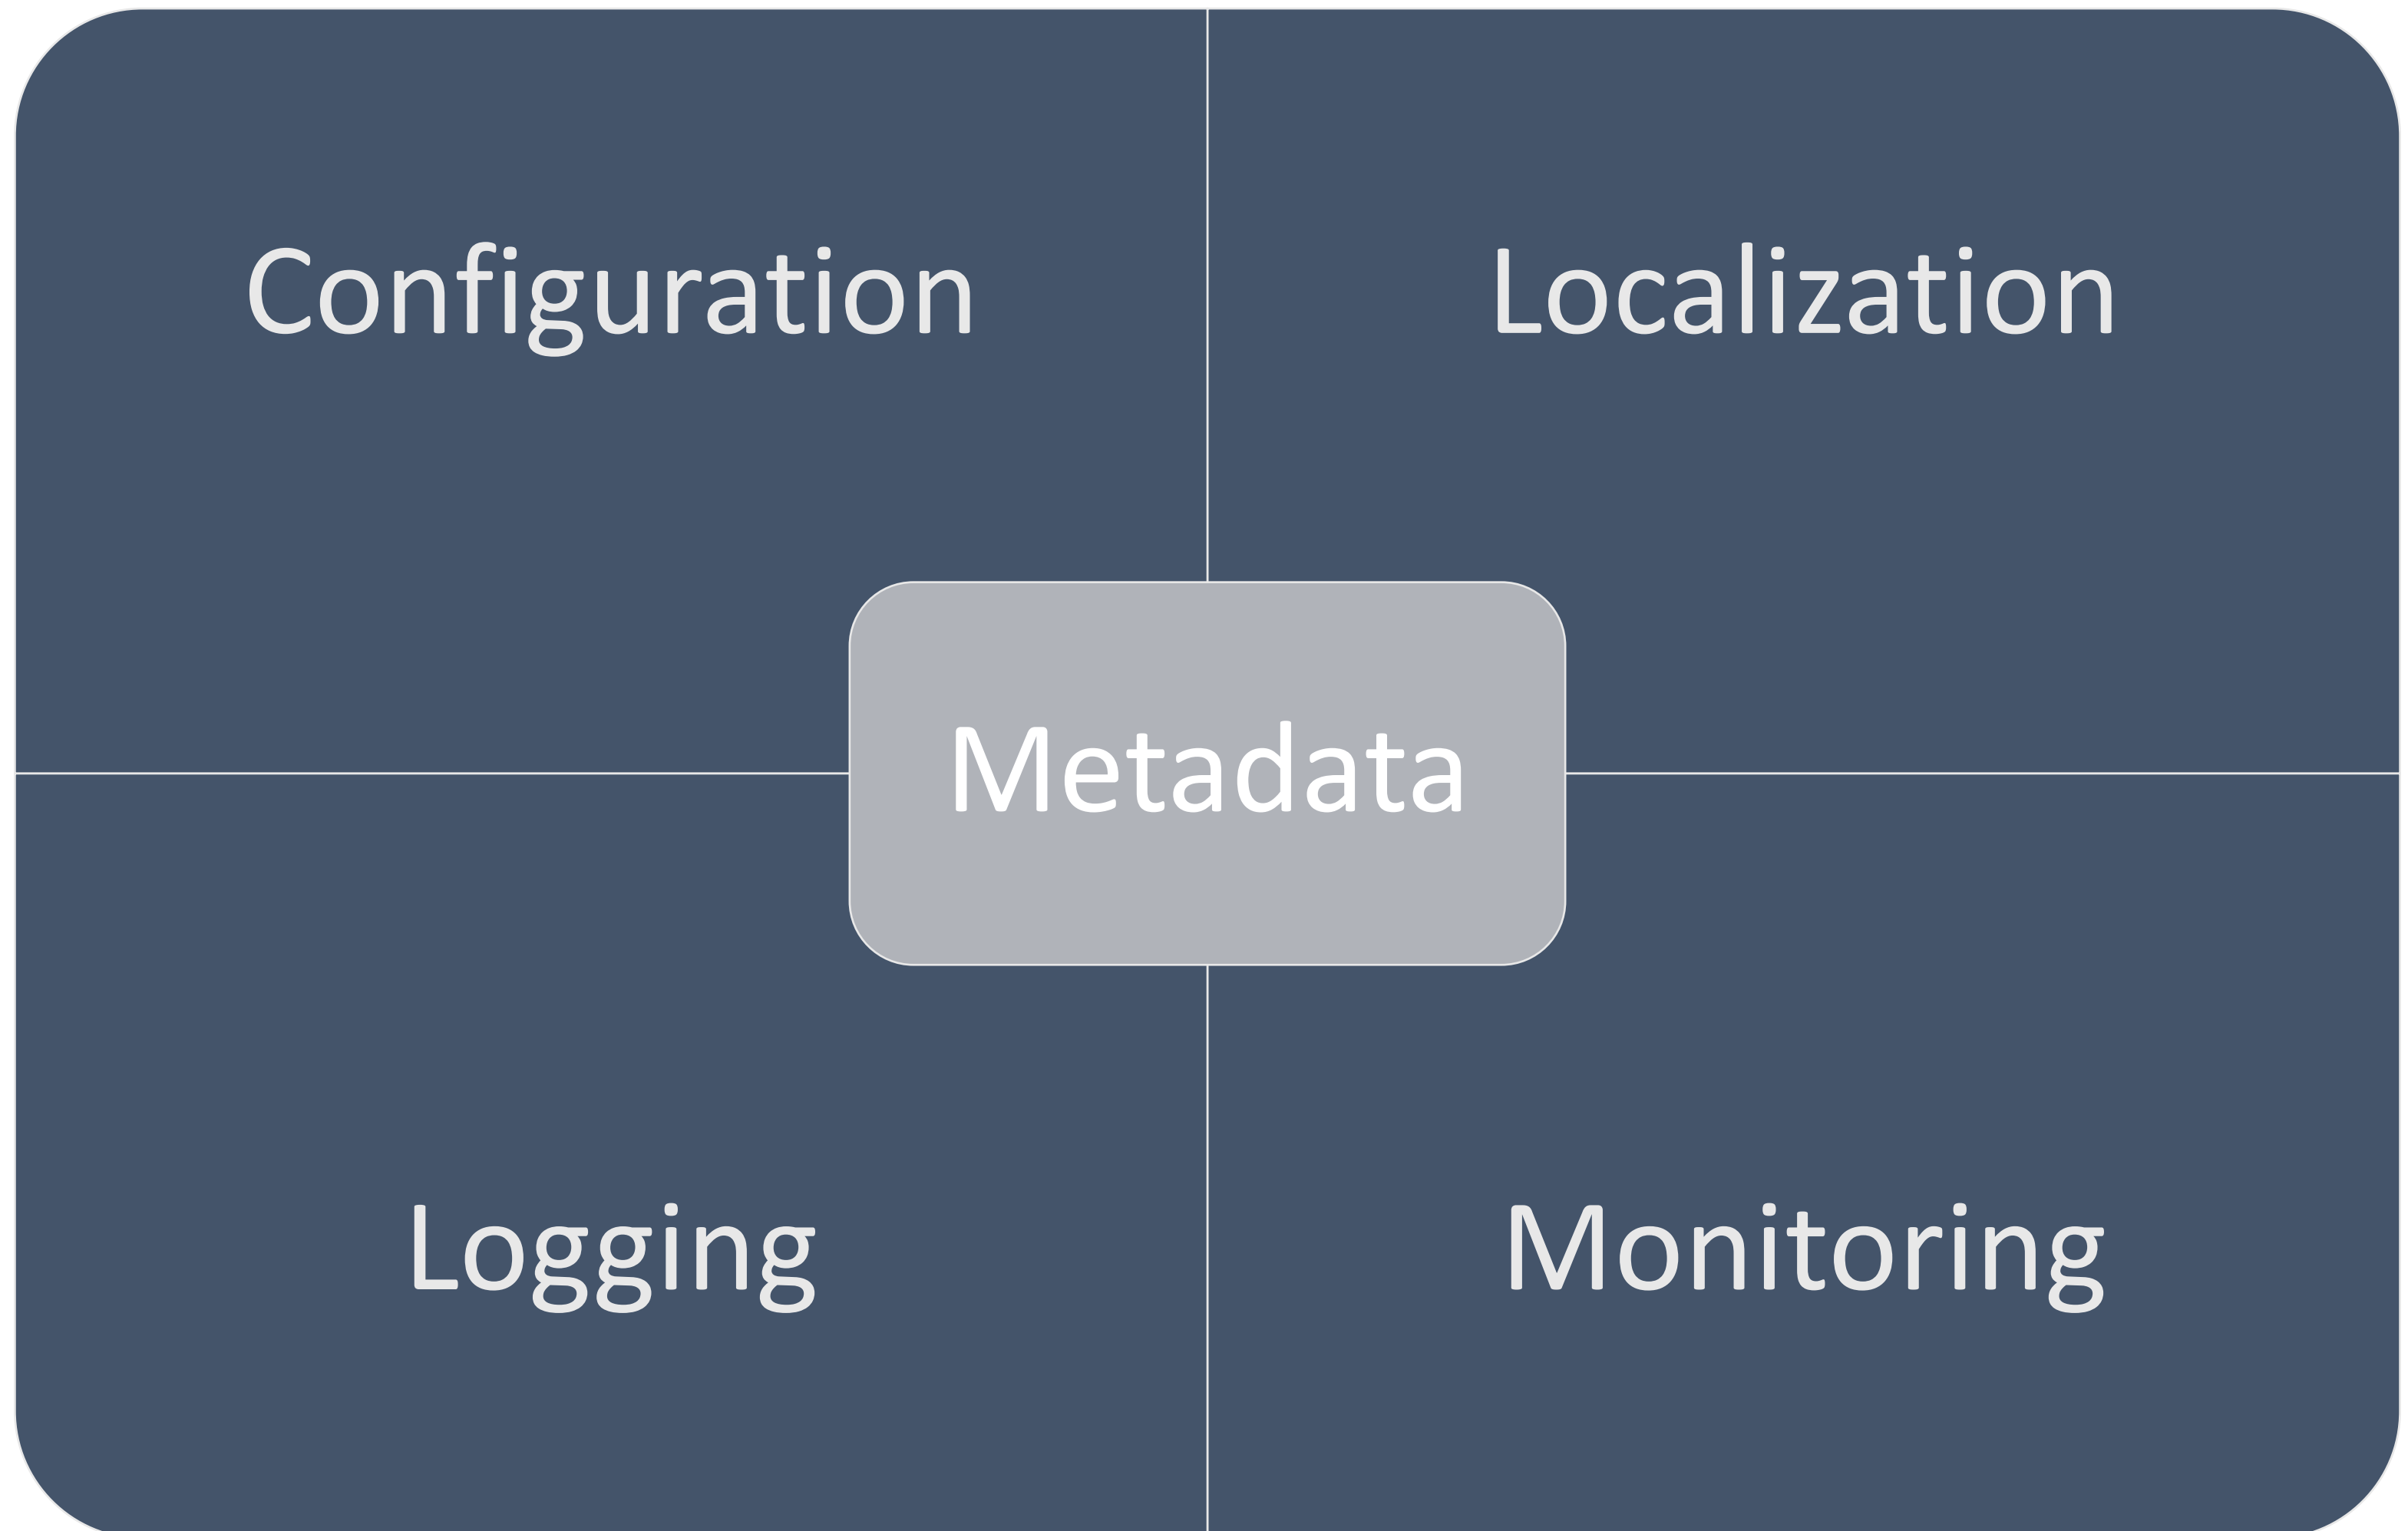 Configuration
Localization
Metadata
Logging
Monitoring